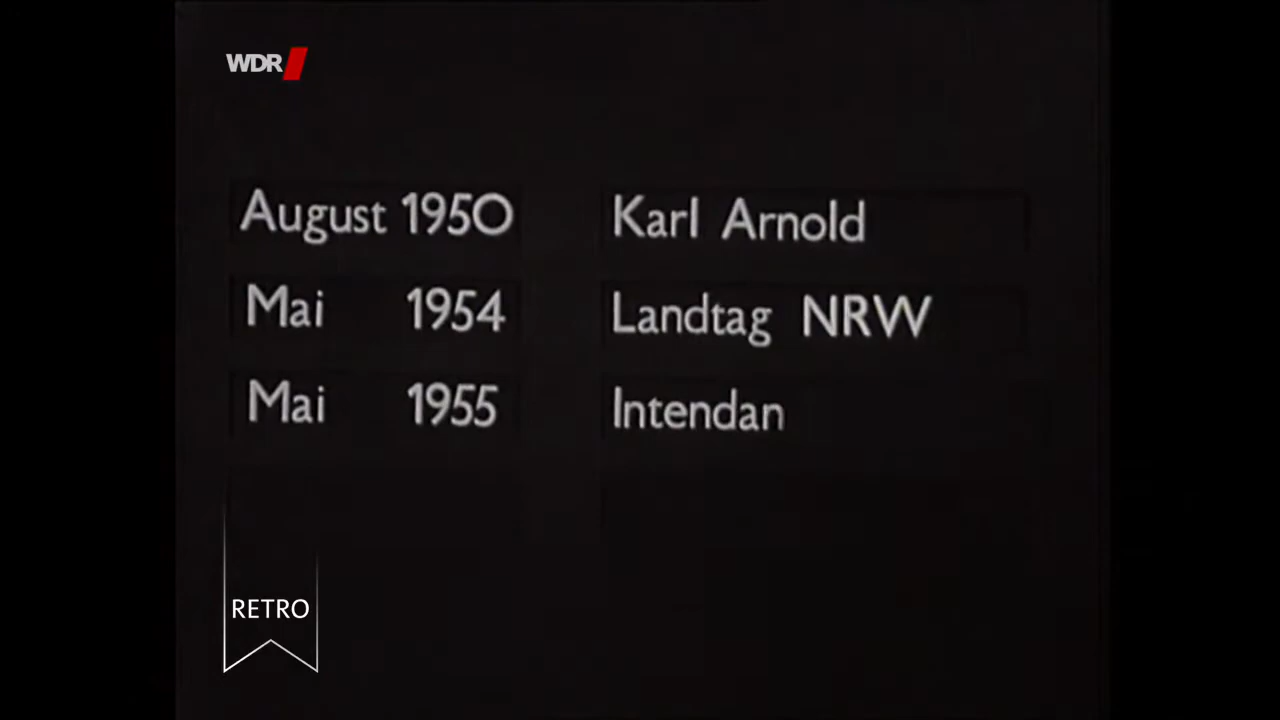 WDR
August 1950 Karl Arnold
Mai 1954 Landtag NRW
Mai 1955 Intendan
RETRO